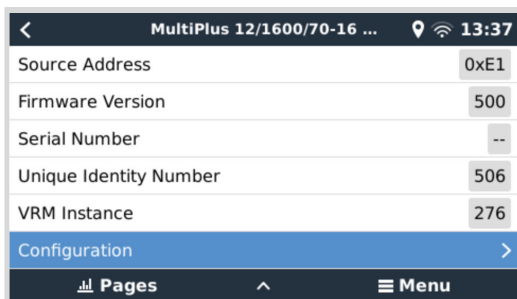 MultiPlus 12/1600/70-16 ... 13:37
Source Address 0xE1
Firmware Version 500
Serial Number --
Unique Identity Number 506
VRM Instance 276
Configuration
Pages Menu